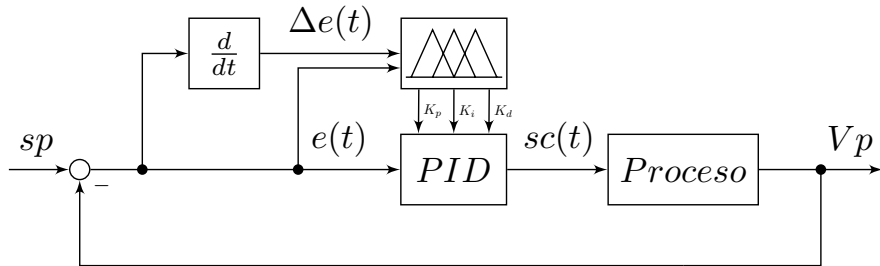 Δe(t)
d
dt
K_p K_i K_d
sp
e(t)
sc(t)
Vp
PID
Proceso
−